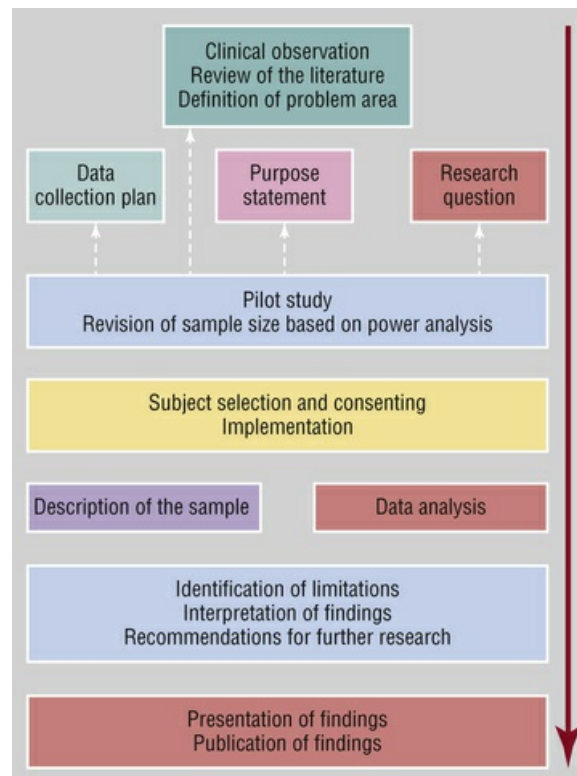 Clinical observation
Review of the literature
Definition of problem area
Data
collection plan
Purpose
statement
Research
question
Pilot study
Revision of sample size based on power analysis
Subject selection and consenting
Implementation
Description of the sample
Data analysis
Identification of limitations
Interpretation of findings
Recommendations for further research
Presentation of findings
Publication of findings